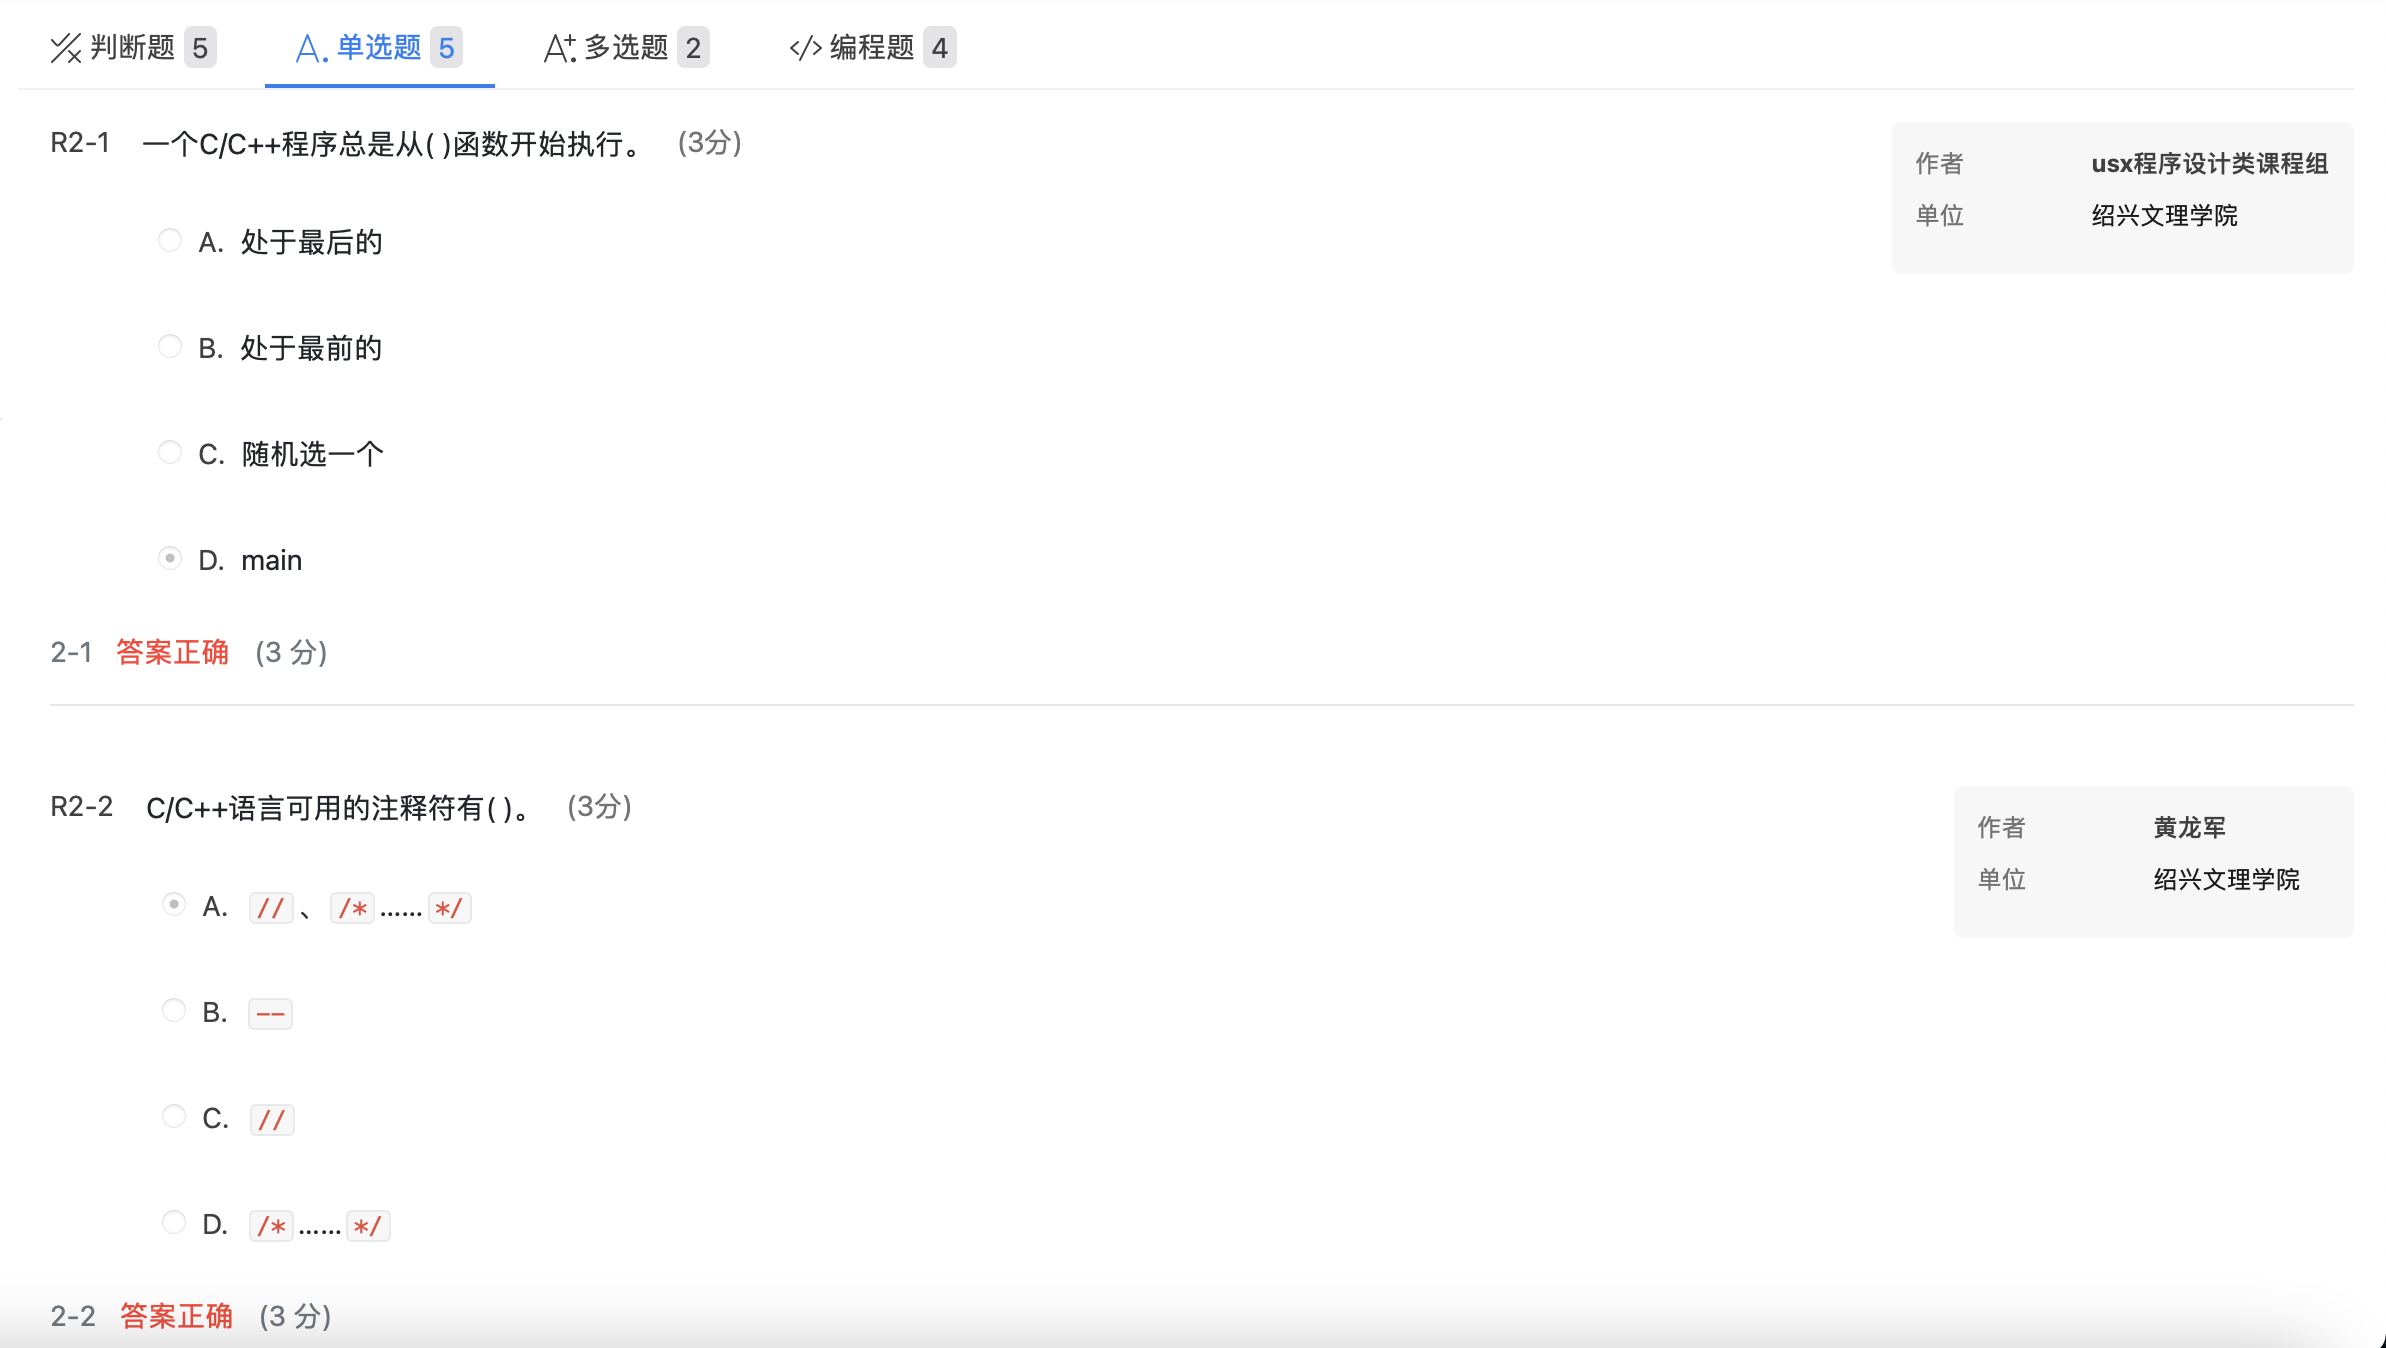 判断题 5 A. 单选题 5 A+. 多选题 2 </> 编程题 4
R2-1 一个C/C++程序总是从( )函数开始执行。 (3分)
作者 usx程序设计类课程组
单位 绍兴文理学院
A. 处于最后的
B. 处于最前的
C. 随机选一个
D. main
2-1 答案正确 (3 分)
R2-2 C/C++语言可用的注释符有( )。 (3分)
作者 黄龙军
单位 绍兴文理学院
A. // 、 /* …… */
B. --
C. //
D. /* …… */
2-2 答案正确 (3 分)